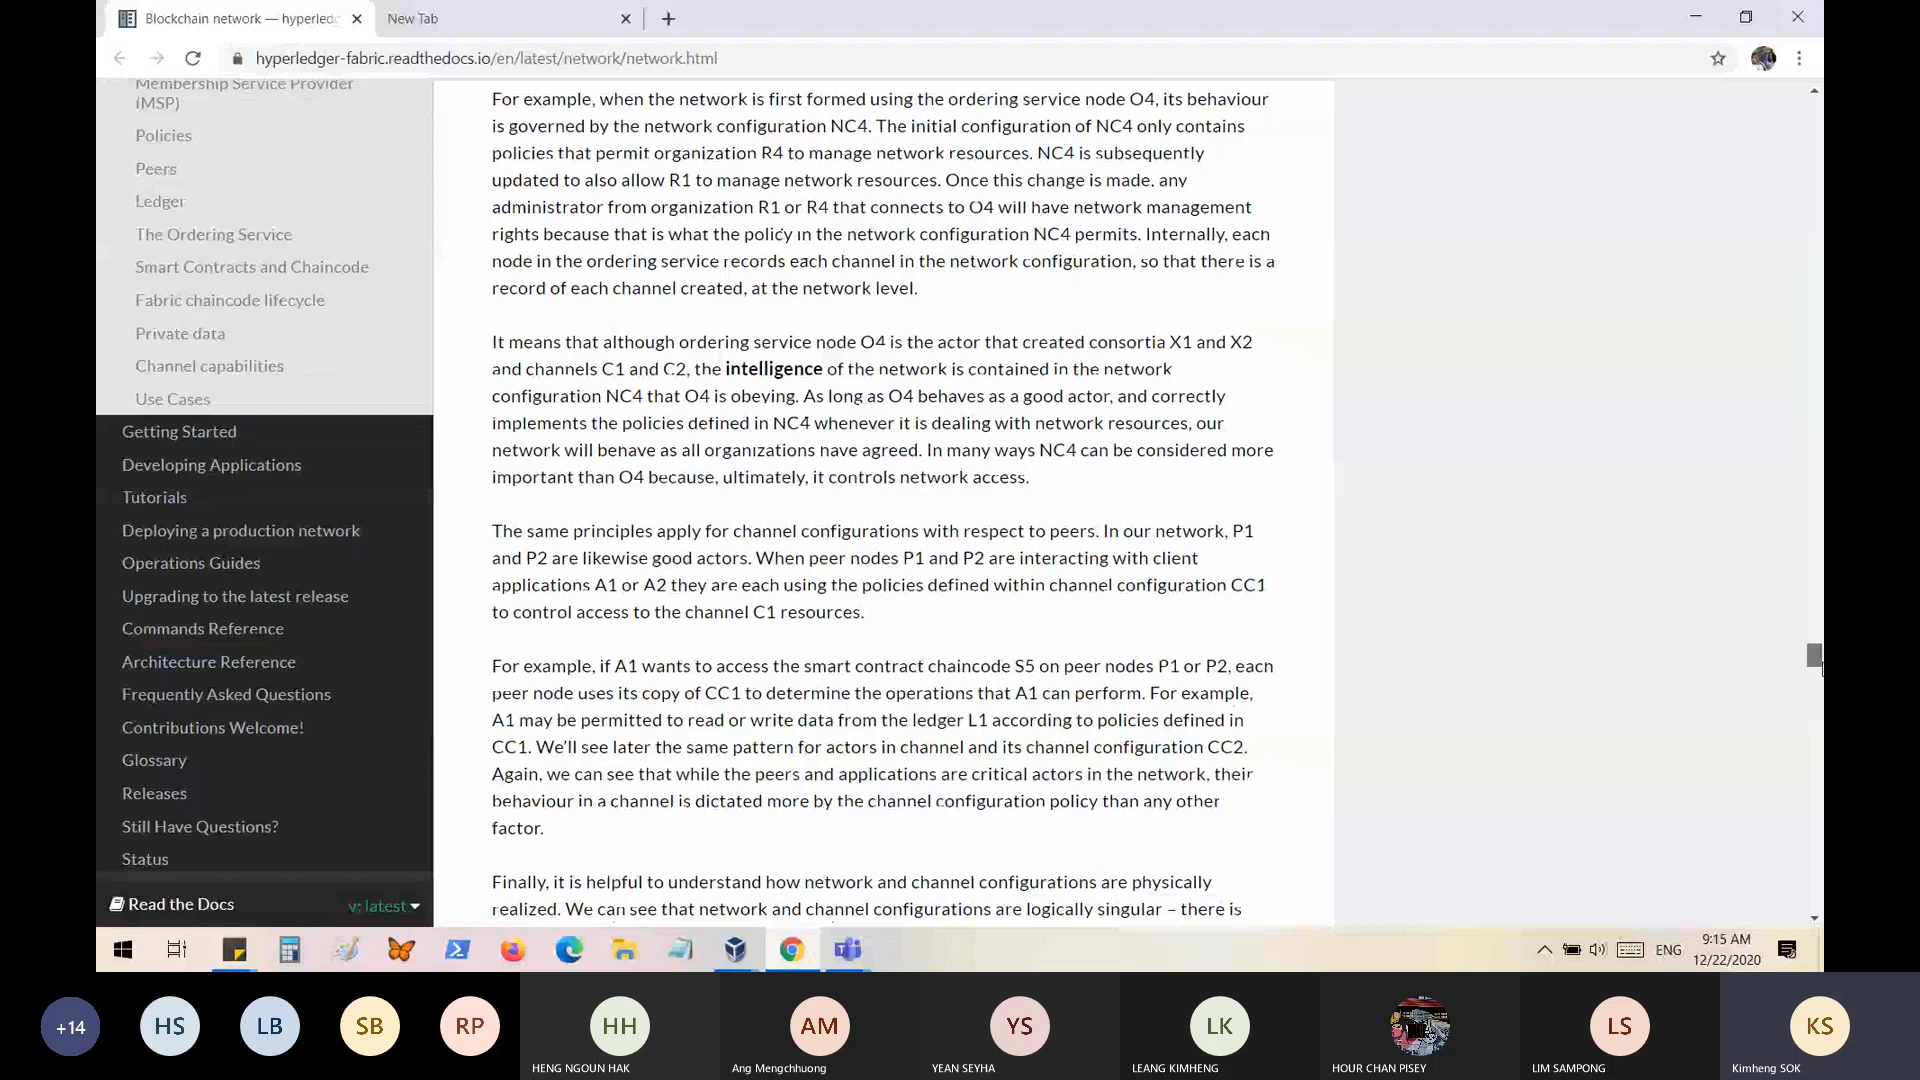 Blockchain network — hyperledg
New Tab
hyperledger-fabric.readthedocs.io/en/latest/network/network.html
Membership Service Provider
(MSP)
Policies
Peers
Ledger
The Ordering Service
Smart Contracts and Chaincode
Fabric chaincode lifecycle
Private data
Channel capabilities
Use Cases
Getting Started
Developing Applications
Tutorials
Deploying a production network
Operations Guides
Upgrading to the latest release
Commands Reference
Architecture Reference
Frequently Asked Questions
Contributions Welcome!
Glossary
Releases
Still Have Questions?
Status
Read the Docs
v: latest
For example, when the network is first formed using the ordering service node O4, its behaviour
is governed by the network configuration NC4. The initial configuration of NC4 only contains
policies that permit organization R4 to manage network resources. NC4 is subsequently
updated to also allow R1 to manage network resources. Once this change is made, any
administrator from organization R1 or R4 that connects to O4 will have network management
rights because that is what the policy in the network configuration NC4 permits. Internally, each
node in the ordering service records each channel in the network configuration, so that there is a
record of each channel created, at the network level.
It means that although ordering service node O4 is the actor that created consortia X1 and X2
and channels C1 and C2, the intelligence of the network is contained in the network
configuration NC4 that O4 is obeying. As long as O4 behaves as a good actor, and correctly
implements the policies defined in NC4 whenever it is dealing with network resources, our
network will behave as all organizations have agreed. In many ways NC4 can be considered more
important than O4 because, ultimately, it controls network access.
The same principles apply for channel configurations with respect to peers. In our network, P1
and P2 are likewise good actors. When peer nodes P1 and P2 are interacting with client
applications A1 or A2 they are each using the policies defined within channel configuration CC1
to control access to the channel C1 resources.
For example, if A1 wants to access the smart contract chaincode S5 on peer nodes P1 or P2, each
peer node uses its copy of CC1 to determine the operations that A1 can perform. For example,
A1 may be permitted to read or write data from the ledger L1 according to policies defined in
CC1. We'll see later the same pattern for actors in channel and its channel configuration CC2.
Again, we can see that while the peers and applications are critical actors in the network, their
behaviour in a channel is dictated more by the channel configuration policy than any other
factor.
Finally, it is helpful to understand how network and channel configurations are physically
realized. We can see that network and channel configurations are logically singular – there is
ENG
9:15 AM
12/22/2020
+14
HS
LB
SB
RP
HH
HENG NGOUN HAK
AM
Ang Mengchhuong
YS
YEAN SEYHA
LK
LEANG KIMHENG
HOUR CHAN PISEY
LS
LIM SAMPONG
KS
Kimheng SOK